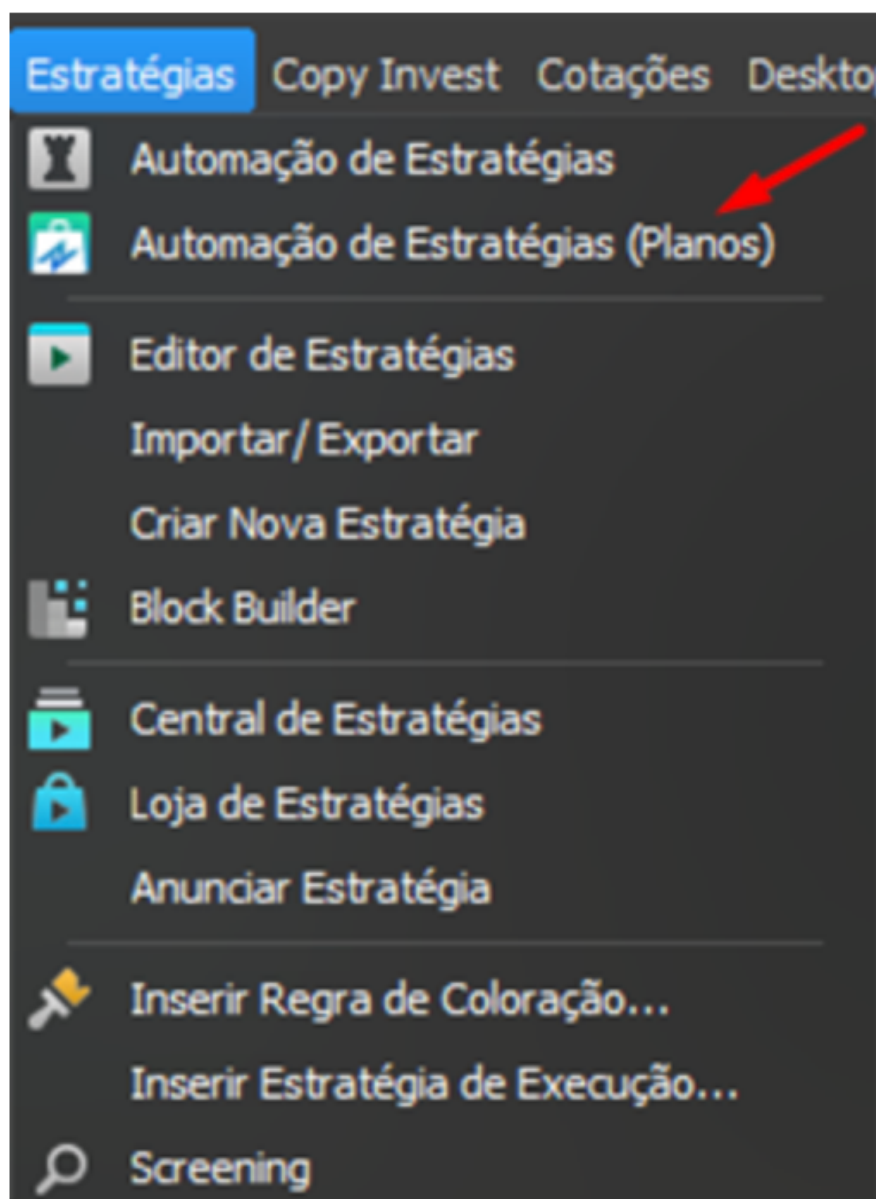 Estratégias Copy Invest Cotações Deskto
Automação de Estratégias
Automação de Estratégias (Planos)
Editor de Estratégias
Importar/Exportar
Criar Nova Estratégia
Block Builder
Central de Estratégias
Loja de Estratégias
Anunciar Estratégia
Inserir Regra de Coloração...
Inserir Estratégia de Execução...
Screening